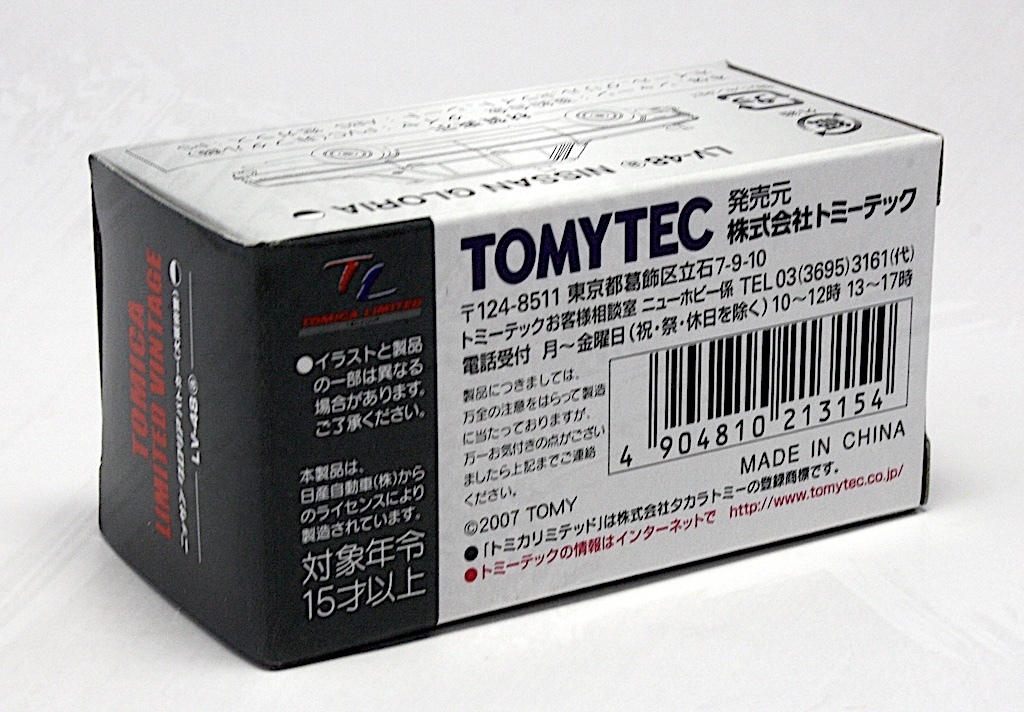 TOMYTEC
発売元
株式会社トミーテック
〒124-8511 東京都葛飾区立石7-9-10
トミーテックお客様相談室 ニューホビー係 TEL 03(3695)3161(代)
電話受付 月〜金曜日(祝・祭・休日を除く) 10〜12時 13〜17時
製品につきましては、
万全の注意をはらって製造
に当たっておりますが、
万一お気付きの点がござい
ましたら上記までご連絡
ください。
4 904810 213154
MADE IN CHINA
©2007 TOMY
●「トミカリミテッド」は株式会社タカラトミーの登録商標です。
●トミーテックの情報はインターネットで http://www.tomytec.co.jp/
TL
TOMICA LIMITED
●イラストと製品
の一部は異なる
場合があります。
ご了承ください。
本製品は、
日産自動車(株)から
のライセンスにより
製造されています。
対象年令
15才以上
TOMICA
LIMITED VINTAGE
LV-48ⓐ
LV-48ⓐ NISSAN GLORIA